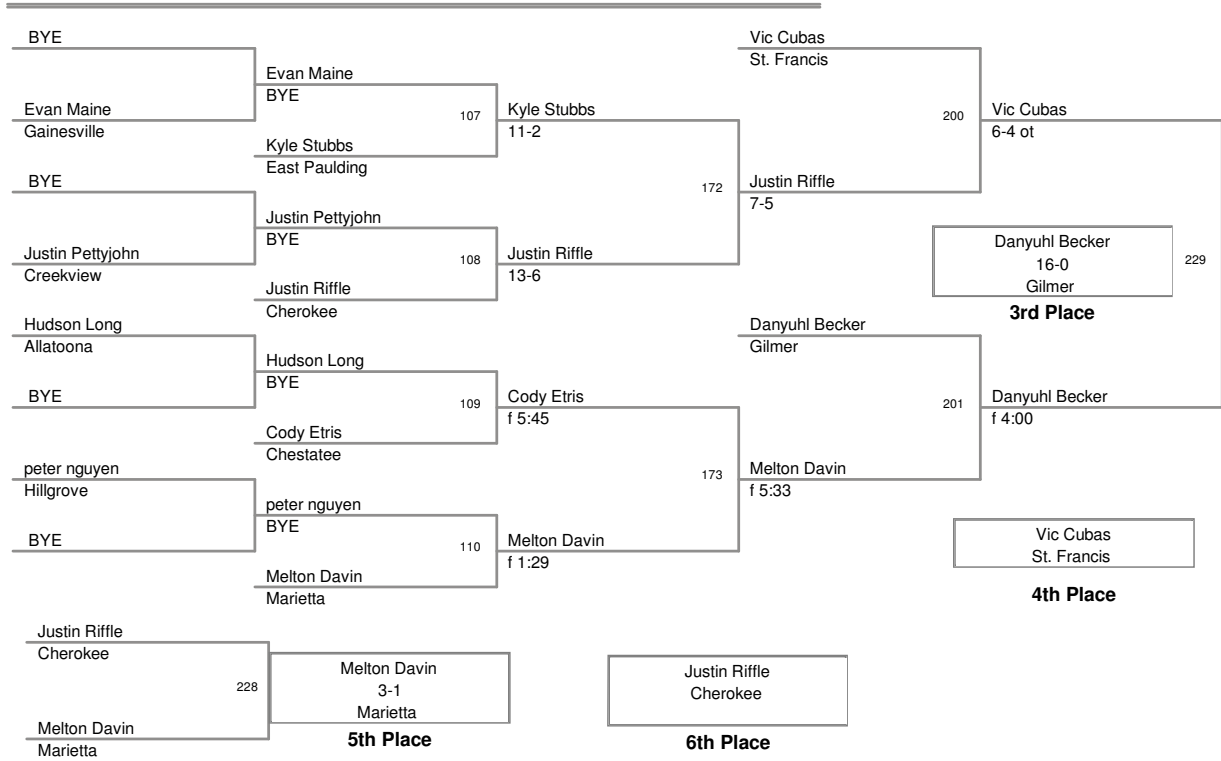 BYE
Evan Maine
Gainesville
BYE
Justin Pettyjohn
Creekview
Hudson Long
Allatoona
BYE
peter nguyen
Hillgrove
BYE
Evan Maine
BYE
107
Kyle Stubbs
East Paulding
Justin Pettyjohn
BYE
108
Justin Riffle
Cherokee
Hudson Long
BYE
109
Cody Etris
Chestatee
peter nguyen
BYE
110
Melton Davin
Marietta
Kyle Stubbs
11-2
172
Justin Riffle
13-6
Cody Etris
f 5:45
173
Melton Davin
f 1:29
Vic Cubas
St. Francis
200
Justin Riffle
7-5
Danyuhl Becker
Gilmer
201
Melton Davin
f 5:33
Vic Cubas
6-4 ot
Danyuhl Becker
16-0
Gilmer
229
3rd Place
Danyuhl Becker
f 4:00
Vic Cubas
St. Francis
4th Place
Justin Riffle
Cherokee
228
Melton Davin
Marietta
Melton Davin
3-1
Marietta
5th Place
Justin Riffle
Cherokee
6th Place